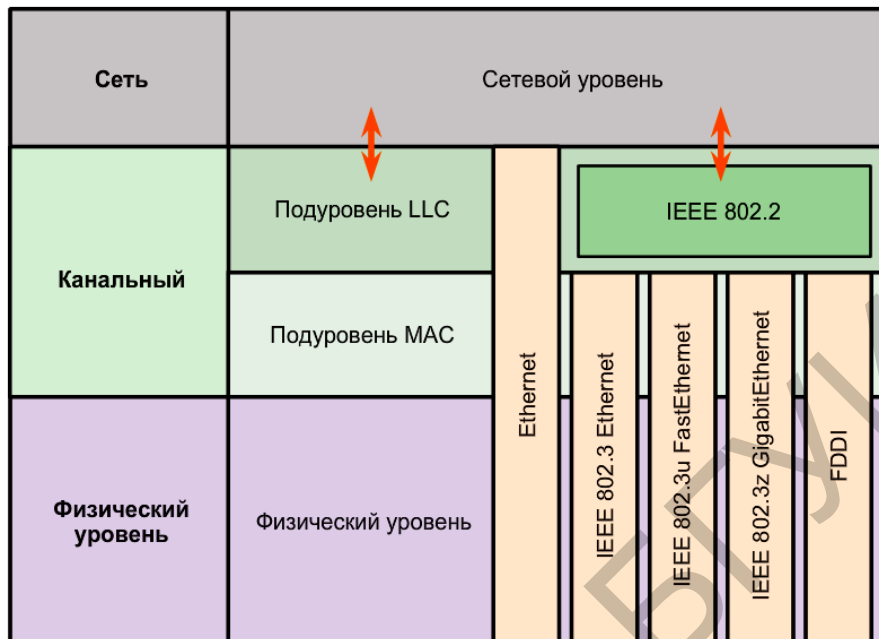 Сеть
Сетевой уровень
Подуровень LLC
IEEE 802.2
Канальный
Подуровень MAC
Ethernet
IEEE 802.3 Ethernet
IEEE 802.3u FastEthernet
IEEE 802.3z GigabitEthernet
FDDI
Физический
уровень
Физический уровень
БГУИ